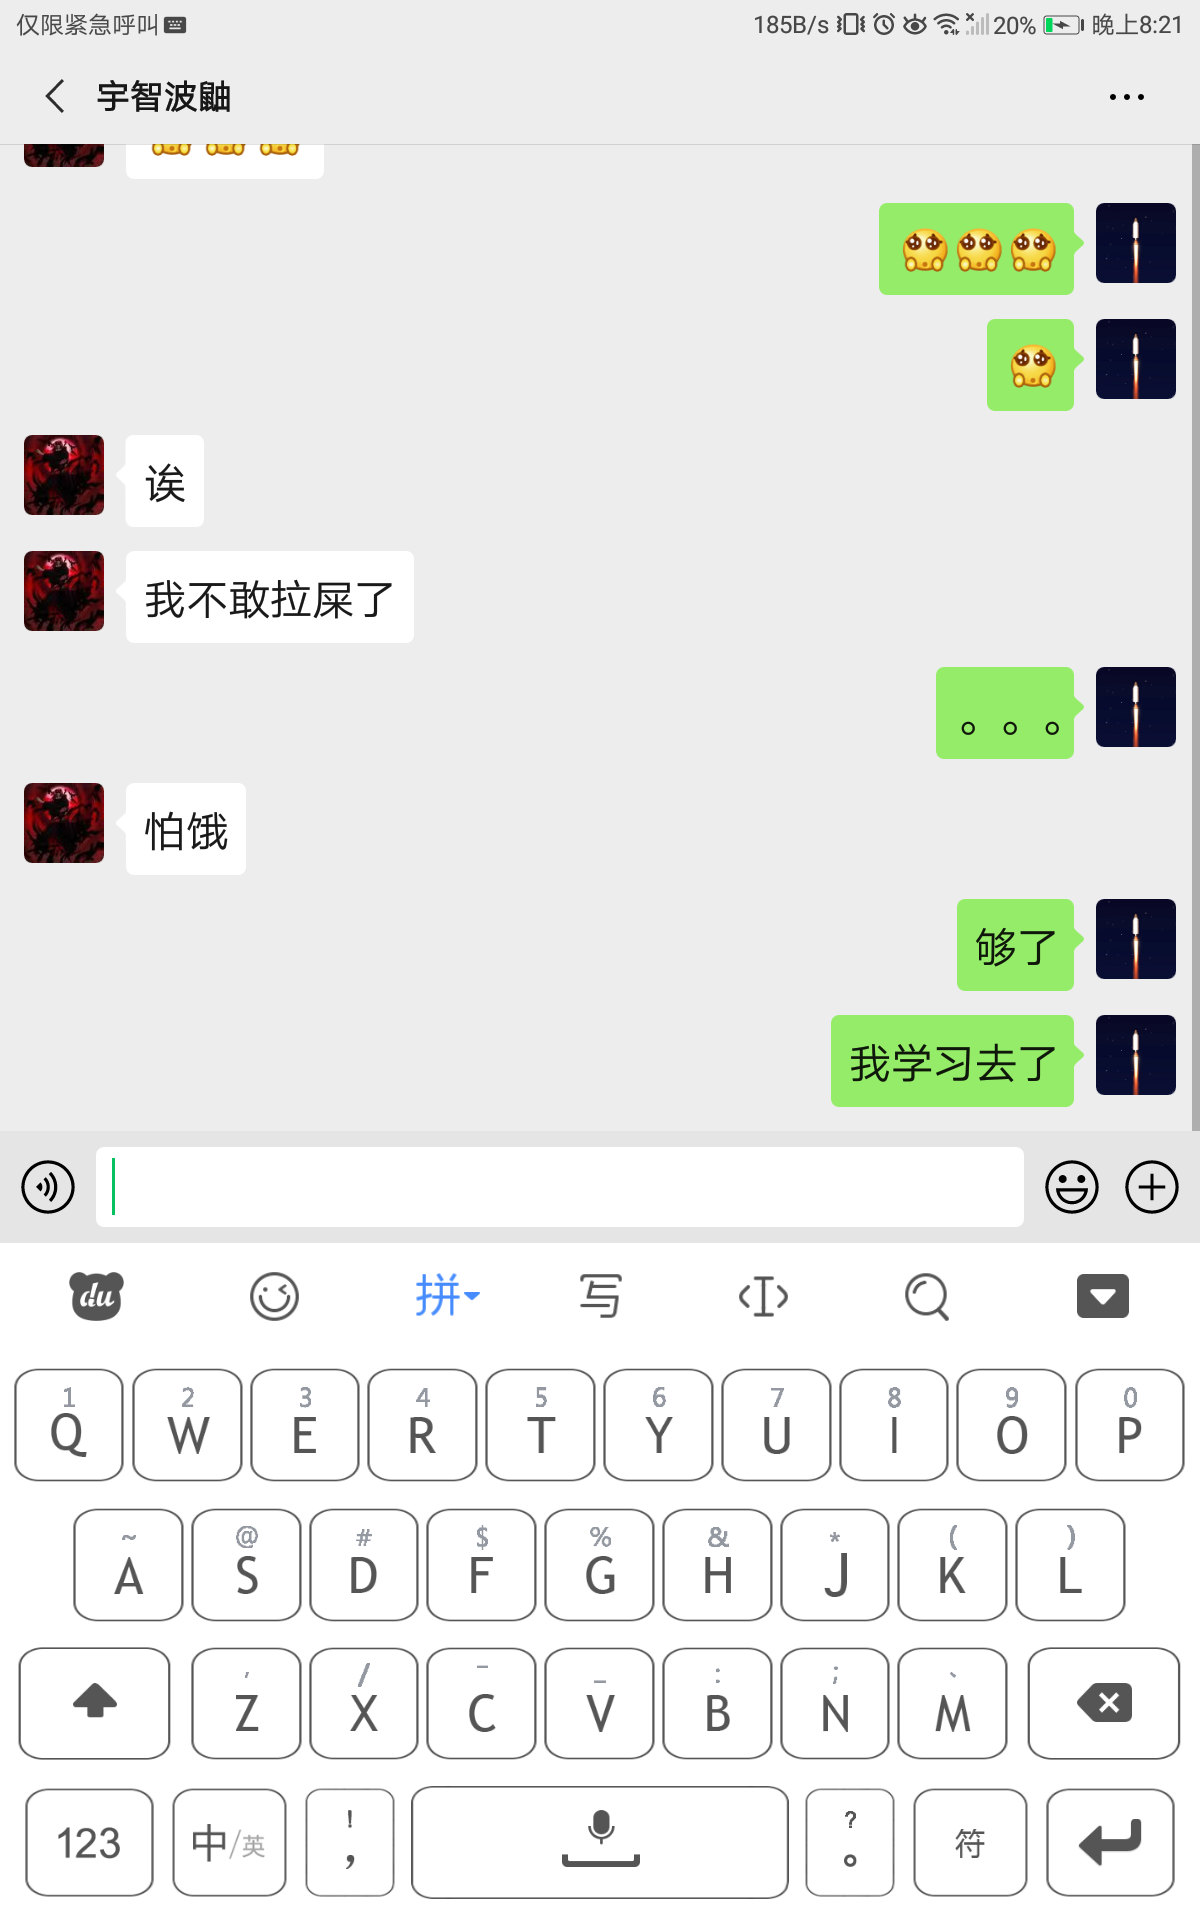 仅限紧急呼叫 185B/s 20% 晚上8:21
宇智波鼬
诶
我不敢拉屎了
。。。
怕饿
够了
我学习去了
du 拼 写
1 2 3 4 5 6 7 8 9 0
Q W E R T Y U I O P
~ @ # $ % & * ( )
A S D F G H J K L
' / – _ : ; 、
Z X C V B N M
! ?
123 中/英 , 。 符